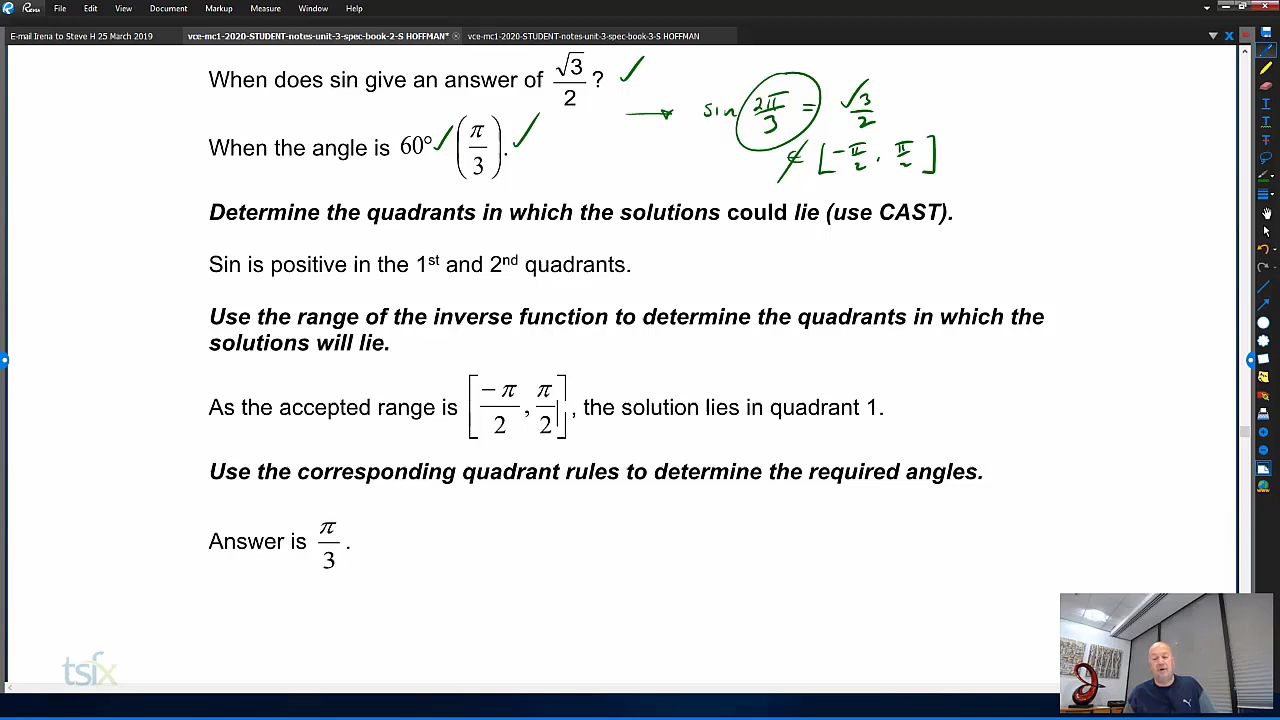 Rēva File Edit View Document Markup Measure Window Help
E-mail Irena to Steve H 25 March 2019 vce-mc1-2020-STUDENT-notes-unit-3-spec-book-2-S HOFFMAN* vce-mc1-2020-STUDENT-notes-unit-3-spec-book-3-S HOFFMAN
When does sin give an answer of √3/2 ? ✓
→ sin 2π/3 = √3/2
∉ [-π/2, π/2]
When the angle is 60° ✓ (π/3). ✓
Determine the quadrants in which the solutions could lie (use CAST).
Sin is positive in the 1st and 2nd quadrants.
Use the range of the inverse function to determine the quadrants in which the
solutions will lie.
As the accepted range is [-π/2, π/2], the solution lies in quadrant 1.
Use the corresponding quadrant rules to determine the required angles.
Answer is π/3.
tsfx